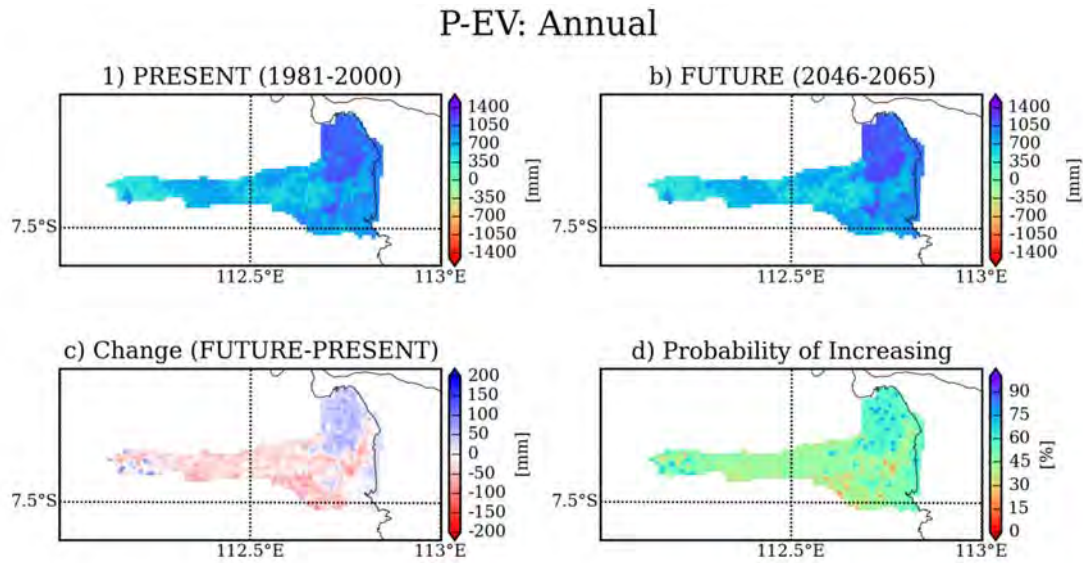 P-EV: Annual
1) PRESENT (1981-2000)
1400
1050
700
350
0
-350
-700
-1050
-1400
[mm]
7.5°S
112.5°E
113°E
b) FUTURE (2046-2065)
1400
1050
700
350
0
-350
-700
-1050
-1400
[mm]
7.5°S
112.5°E
113°E
c) Change (FUTURE-PRESENT)
200
150
100
50
0
-50
-100
-150
-200
[mm]
7.5°S
112.5°E
113°E
d) Probability of Increasing
90
75
60
45
30
15
0
[%]
7.5°S
112.5°E
113°E